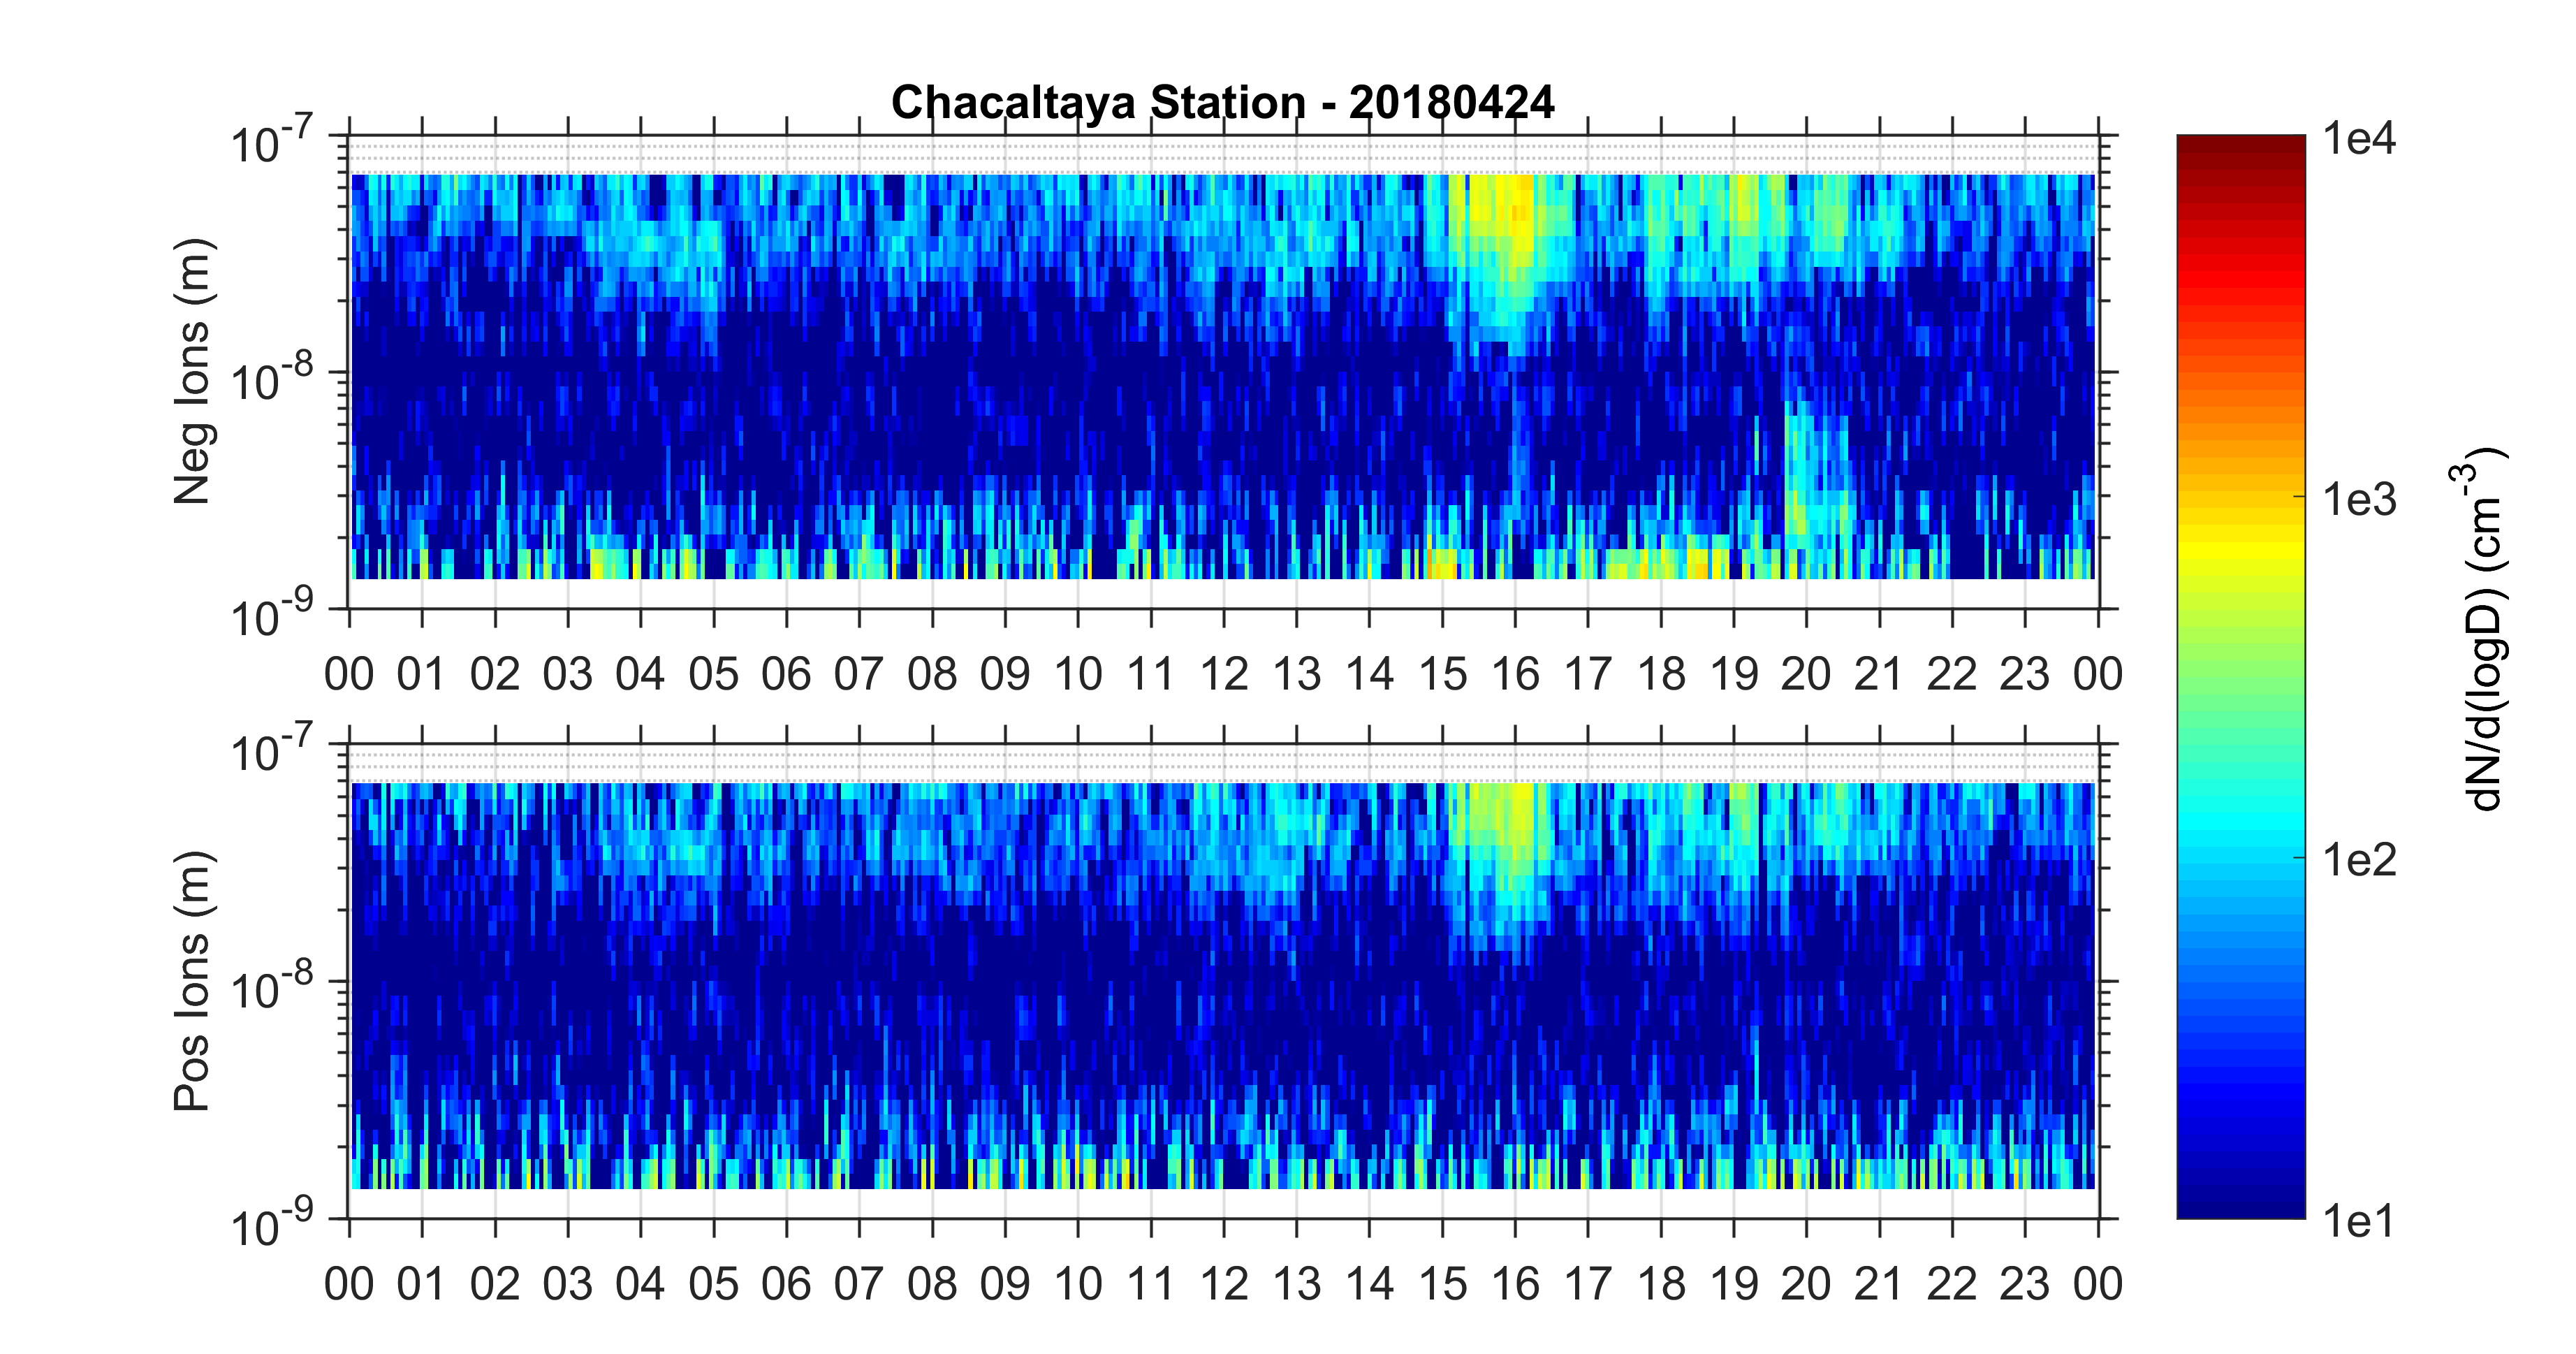 Chacaltaya Station - 20180424
10-7
10-8
10-9
Neg Ions (m)
00 01 02 03 04 05 06 07 08 09 10 11 12 13 14 15 16 17 18 19 20 21 22 23 00
10-7
10-8
10-9
Pos Ions (m)
00 01 02 03 04 05 06 07 08 09 10 11 12 13 14 15 16 17 18 19 20 21 22 23 00
1e4
1e3
1e2
1e1
dN/d(logD) (cm-3)